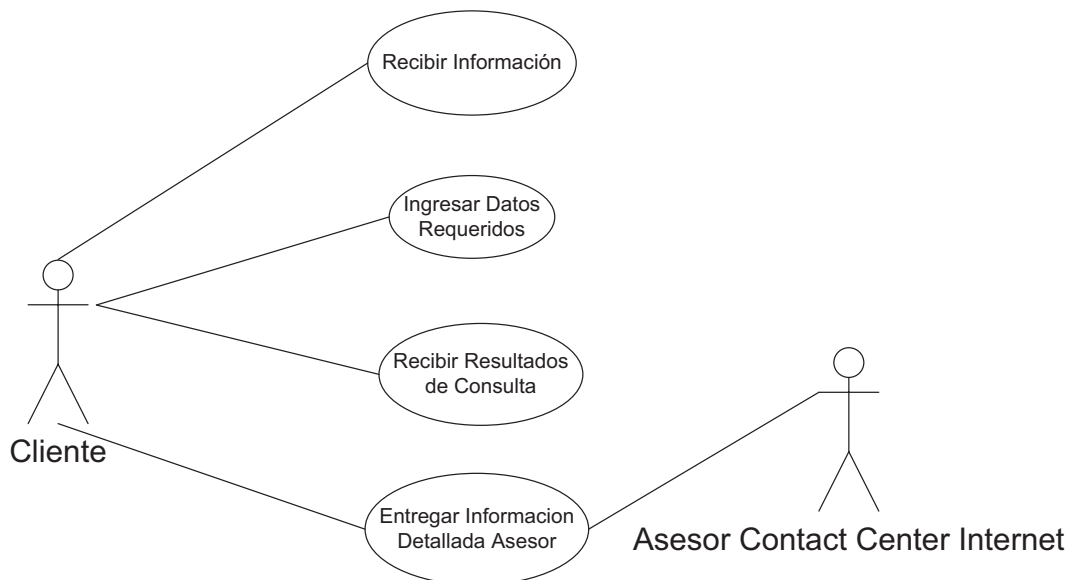 Recibir Información
Ingresar Datos
Requeridos
Recibir Resultados
de Consulta
Cliente
Entregar Informacion
Detallada Asesor
Asesor Contact Center Internet